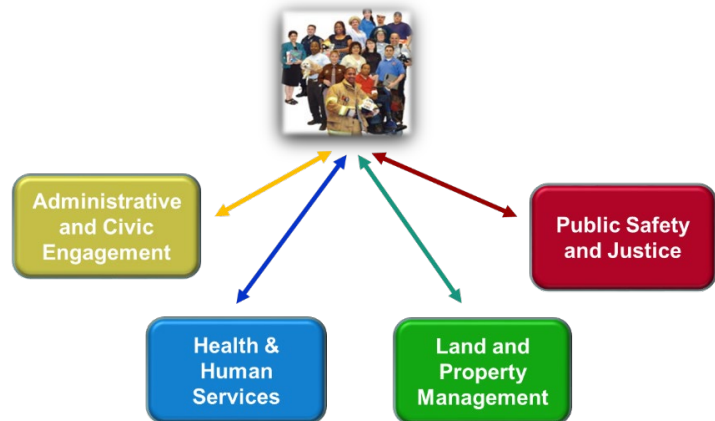 Administrative
and Civic
Engagement
Public Safety
and Justice
Health &
Human
Services
Land and
Property
Management